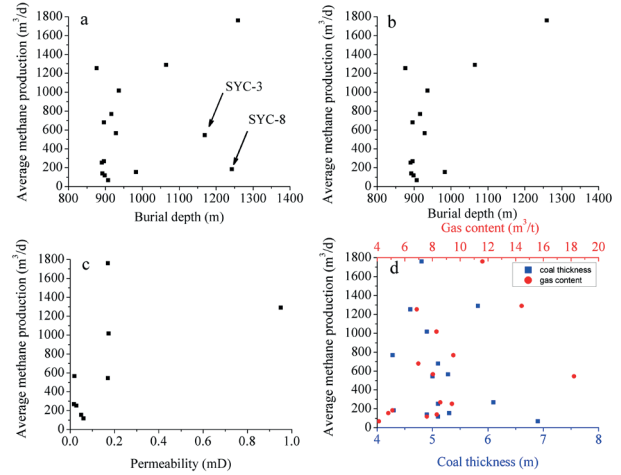 a
Average methane production (m³/d)
1800
1600
1400
1200
1000
800
600
400
200
0
SYC-3
SYC-8
800 900 1000 1100 1200 1300 1400
Burial depth (m)
b
Average methane production (m³/d)
1800
1600
1400
1200
1000
800
600
400
200
0
800 900 1000 1100 1200 1300 1400
Burial depth (m)
c
Average methane production (m³/d)
1800
1600
1400
1200
1000
800
600
400
200
0
0.0 0.2 0.4 0.6 0.8 1.0
Permeability (mD)
Gas content (m³/t)
4 6 8 10 12 14 16 18 20
d
coal thickness
gas content
Average methane production (m³/d)
1800
1600
1400
1200
1000
800
600
400
200
0
4 5 6 7 8
Coal thickness (m)